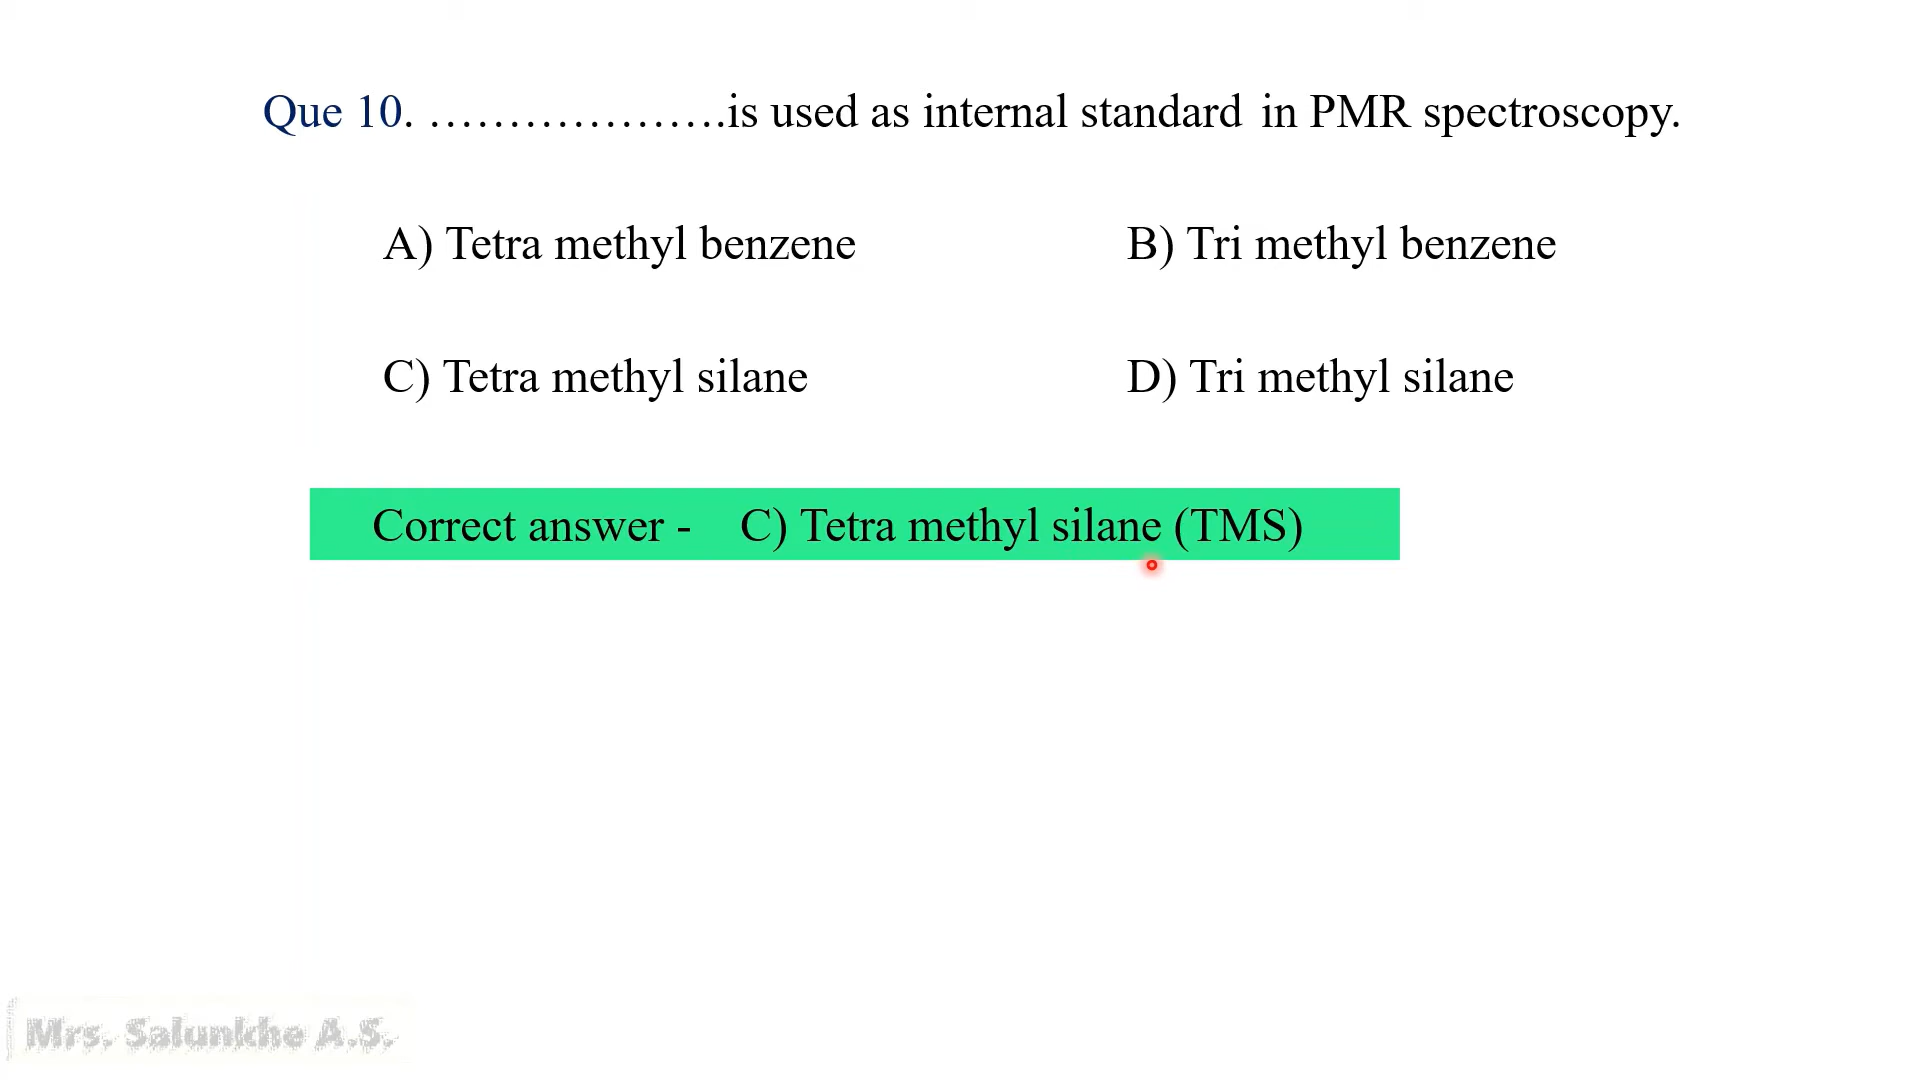 Que 10. ……………….is used as internal standard in PMR spectroscopy.
A) Tetra methyl benzene B) Tri methyl benzene
C) Tetra methyl silane D) Tri methyl silane
Correct answer - C) Tetra methyl silane (TMS)
Mrs. Salunkhe A.S.